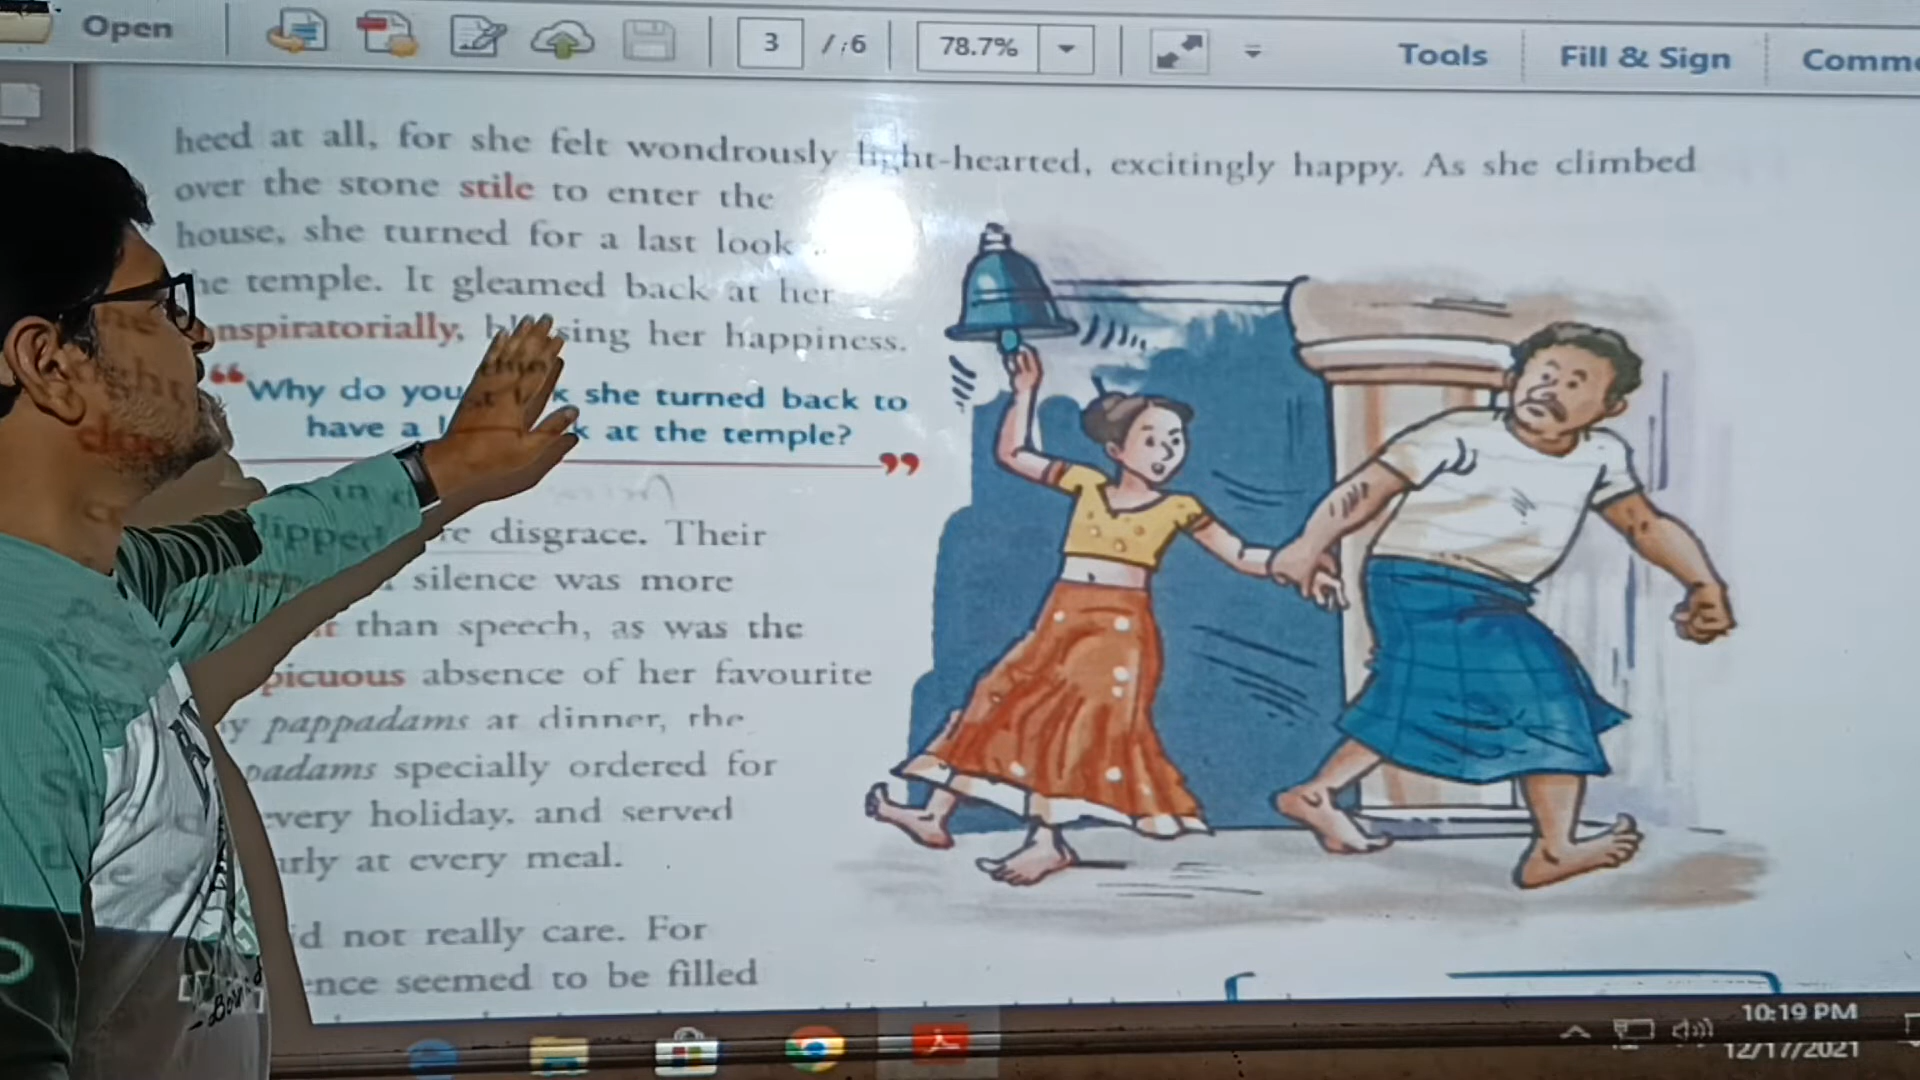 Open
3 / 6
78.7%
Tools
Fill & Sign
heed at all, for she felt wondrously light-hearted, excitingly happy. As she climbed
over the stone stile to enter the
house, she turned for a last look
temple. It gleamed back at her
nspiratorially, her happiness.
“Why do you she turned back to
have a at the temple?
”
disgrace. Their
silence was more
than speech, as was the
picuous absence of her favourite
pappadams at dinner, the
padams specially ordered for
every holiday, and served
arly at every meal.
d not really care. For
ence seemed to be filled
10:19 PM
12/17/2021